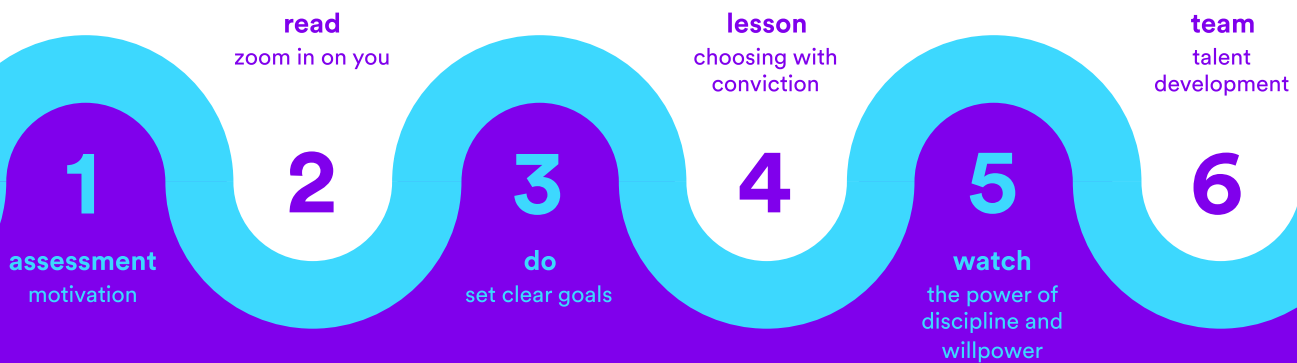 1
assessment
motivation
read
zoom in on you
2
3
do
set clear goals
lesson
choosing with
conviction
4
5
watch
the power of
discipline and
willpower
team
talent
development
6